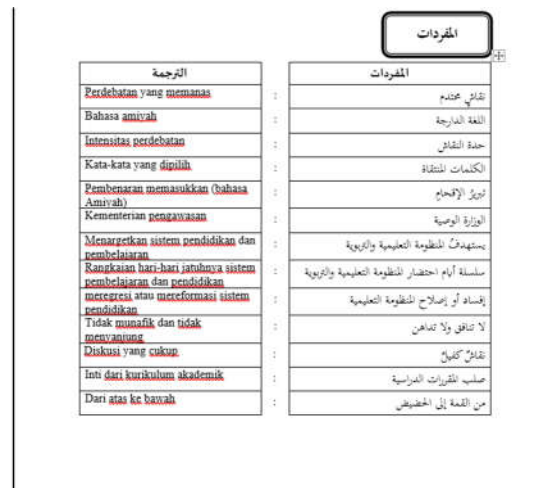 المفردات
المفردات : الترجمة
نقاش محتدم : Perdebatan yang memanas
اللغة الدارجة : Bahasa amiyah
حدة النقاش : Intensitas perdebatan
الكلمات المنتقاة : Kata-kata yang dipilih
تبريرُ الإقحام : Pembenaran memasukkan (bahasa
Amiyah)
الوزارة الوصية : Kementerian pengawasan
يستهدفُ المنظومة التعليمية والتربوية : Menargetkan sistem pendidikan dan
pembelajaran
سلسلة أيام احتضار المنظومة التعليمية والتربوية : Rangkaian hari-hari jatuhnya sistem
pembelajaran dan pendidikan
إفساد أو إصلاح المنظومة التعليمية : meregresi atau mereformasi sistem
pendidikan
لا تنافق ولا تداهن : Tidak munafik dan tidak
menyanjung
نقاشٌ كفيلٌ : Diskusi yang cukup
صلب المقررات الدراسية : Inti dari kurikulum akademik
من القمة إلى الحضيض : Dari atas ke bawah